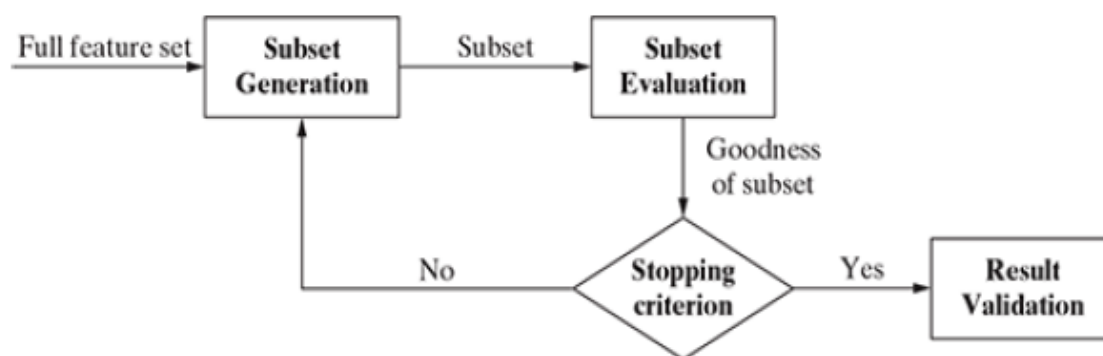 Full feature set
Subset
Generation
Subset
Subset
Evaluation
Goodness
of subset
No
Stopping
criterion
Yes
Result
Validation